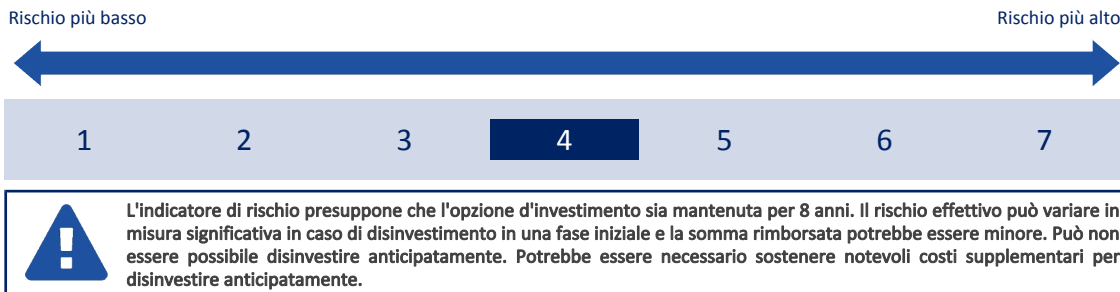 Rischio più basso
Rischio più alto
1 2 3 4 5 6 7
L'indicatore di rischio presuppone che l'opzione d'investimento sia mantenuta per 8 anni. Il rischio effettivo può variare in
misura significativa in caso di disinvestimento in una fase iniziale e la somma rimborsata potrebbe essere minore. Può non
essere possibile disinvestire anticipatamente. Potrebbe essere necessario sostenere notevoli costi supplementari per
disinvestire anticipatamente.